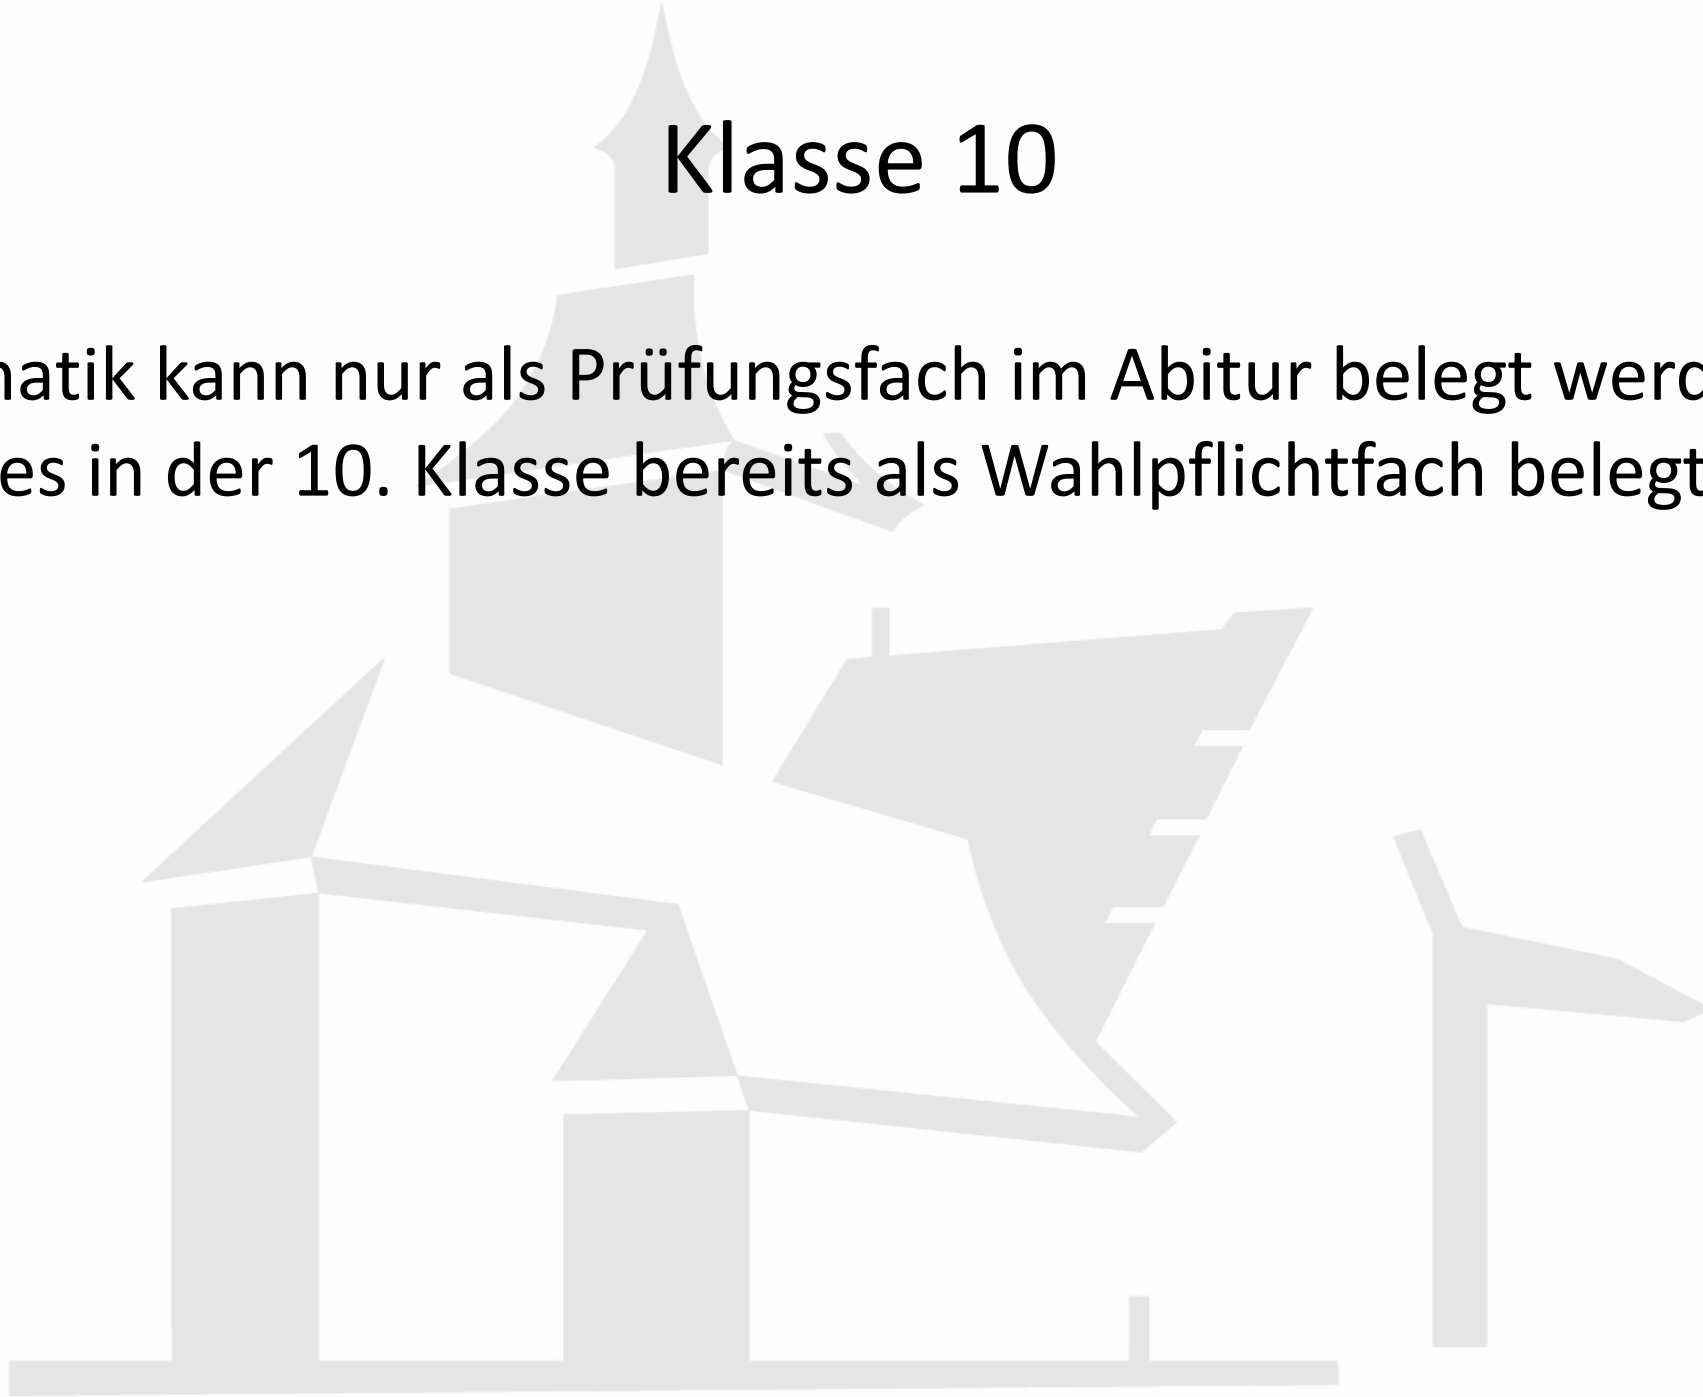 Klasse 10
matik kann nur als Prüfungsfach im Abitur belegt werd
es in der 10. Klasse bereits als Wahlpflichtfach belegt